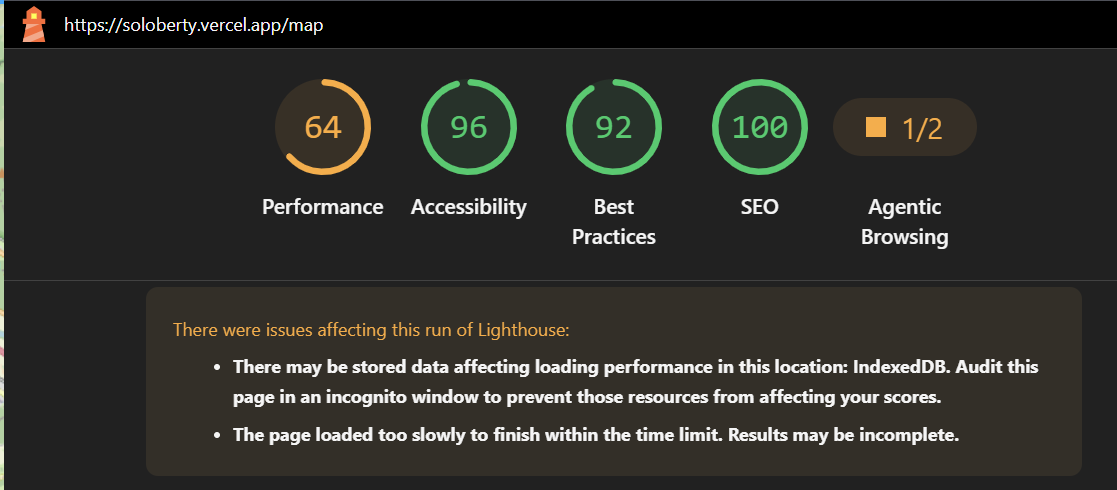 https://soloberty.vercel.app/map
64
96
92
100
1/2
Performance
Accessibility
Best
Practices
SEO
Agentic
Browsing
There were issues affecting this run of Lighthouse:
• There may be stored data affecting loading performance in this location: IndexedDB. Audit this
page in an incognito window to prevent those resources from affecting your scores.
• The page loaded too slowly to finish within the time limit. Results may be incomplete.